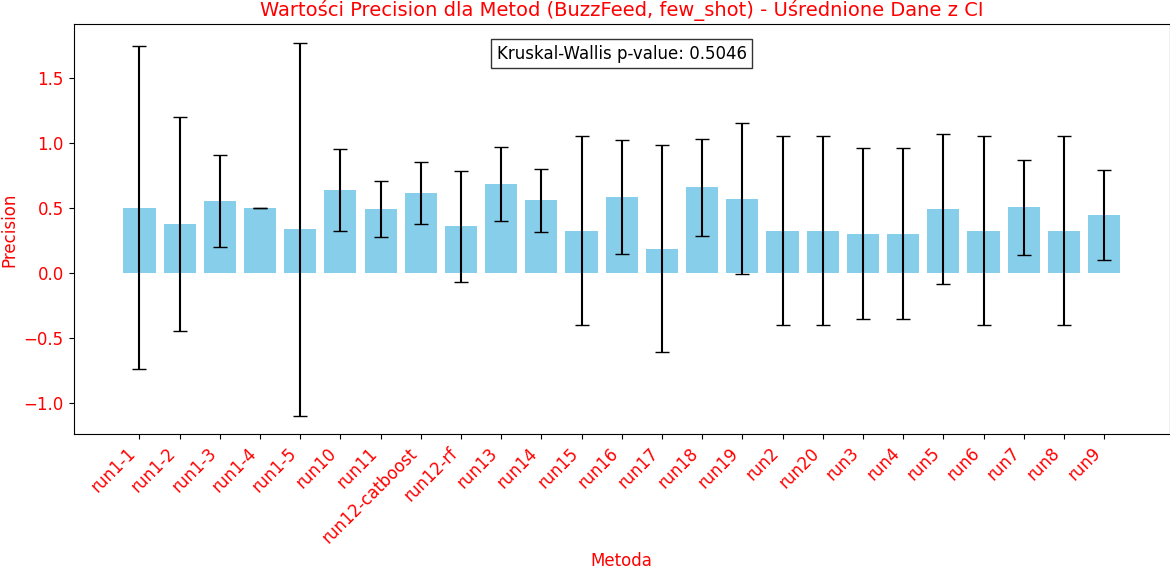 Wartości Precision dla Metod (BuzzFeed, few_shot) - Uśrednione Dane z CI
Kruskal-Wallis p-value: 0.5046
Precision
1.5
1.0
0.5
0.0
−0.5
−1.0
run1-1
run1-2
run1-3
run1-4
run1-5
run10
run11
run12-catboost
run12-rf
run13
run14
run15
run16
run17
run18
run19
run2
run20
run3
run4
run5
run6
run7
run8
run9
Metoda